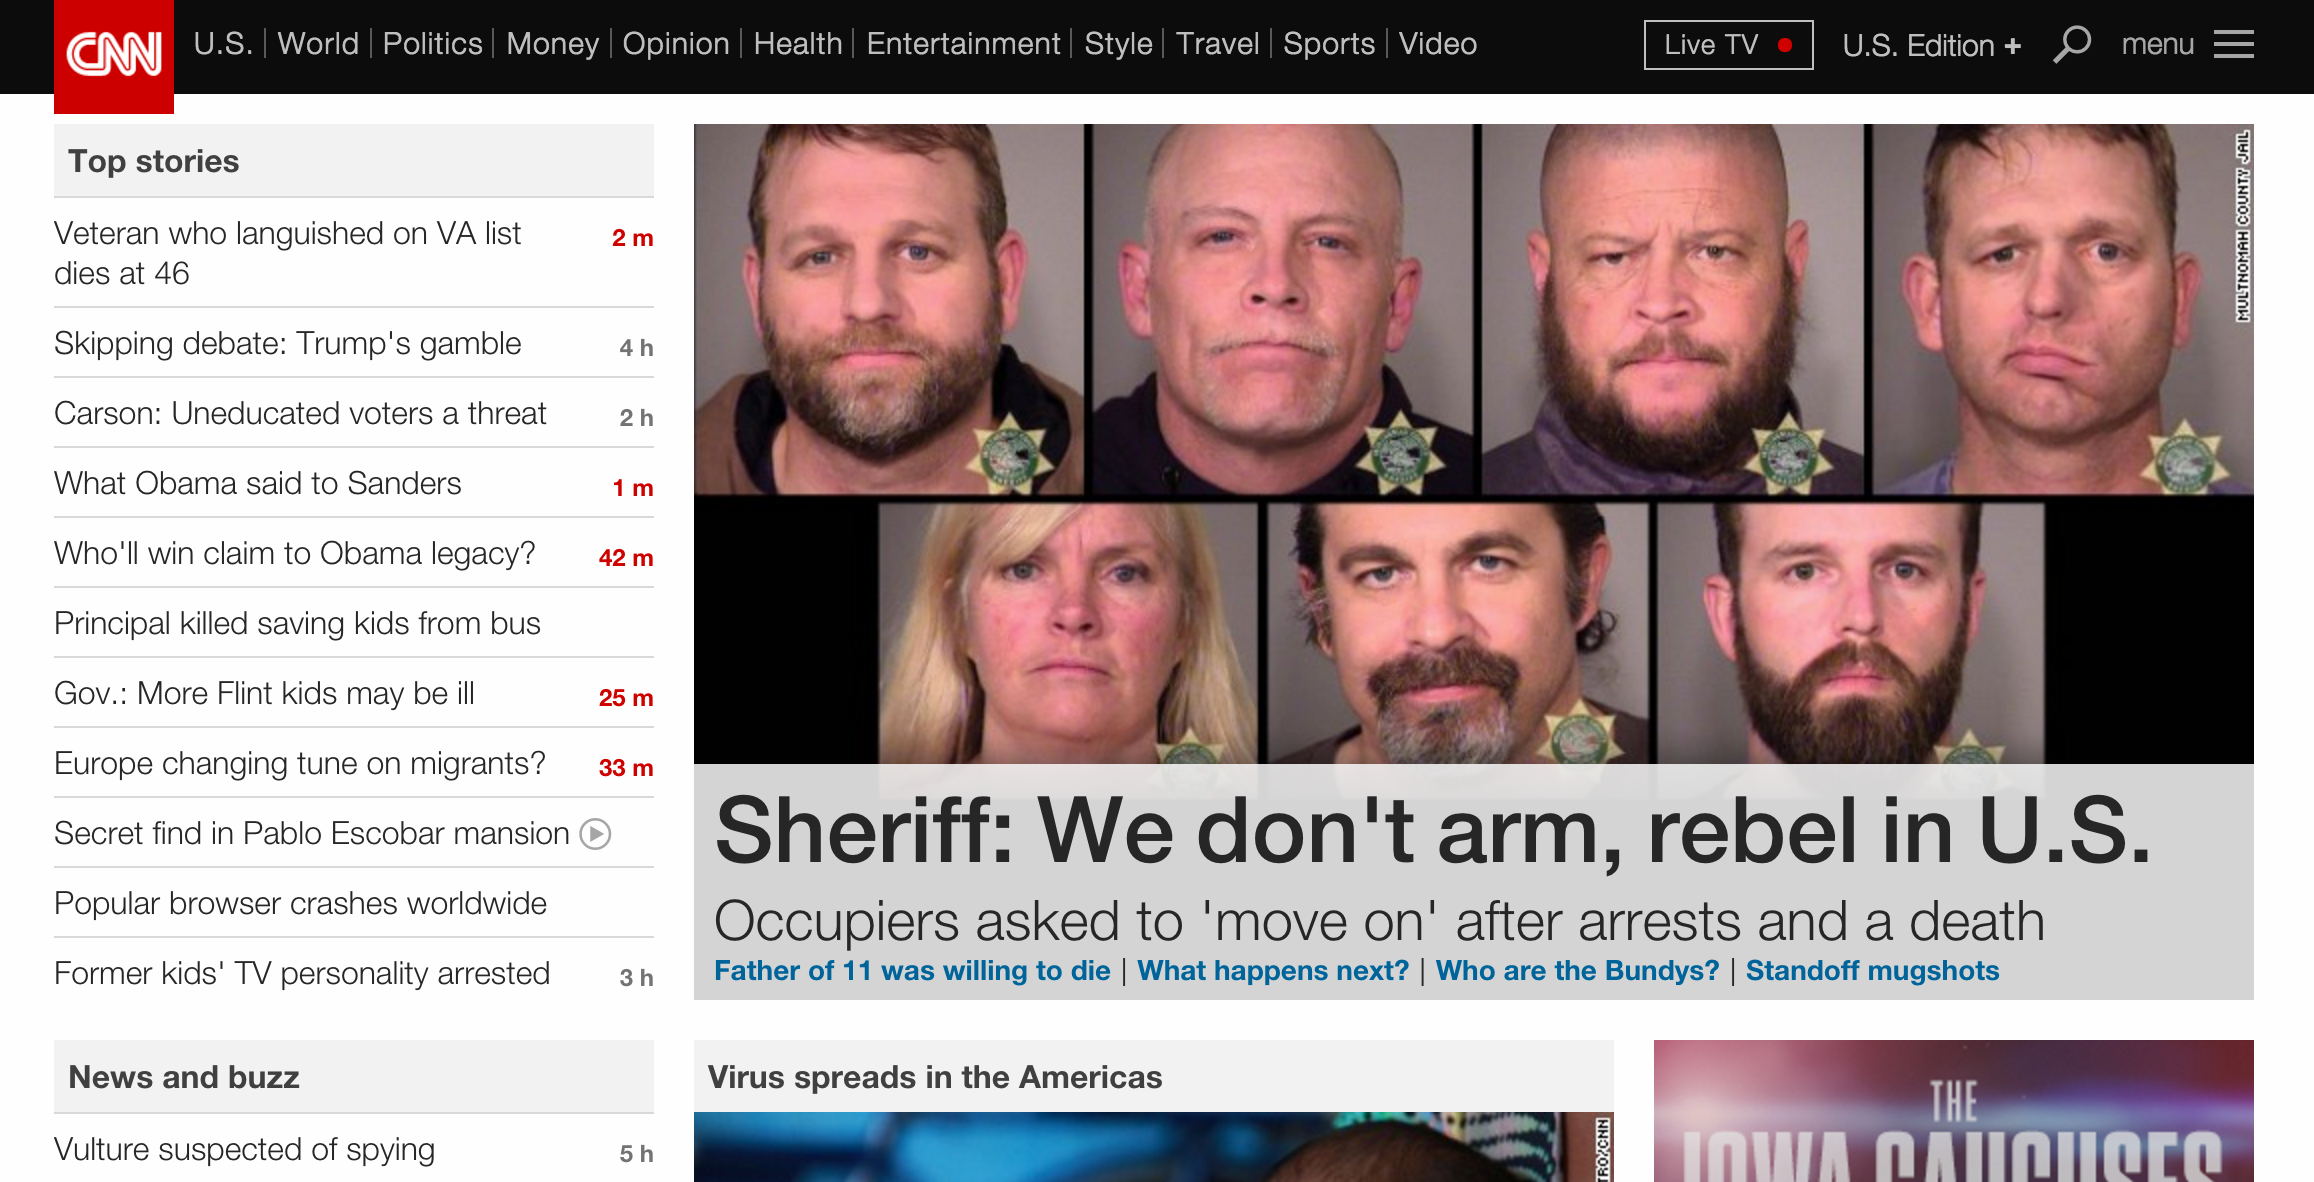 CNN
U.S. World Politics Money Opinion Health Entertainment Style Travel Sports Video
Live TV
U.S. Edition +
menu
Top stories
Veteran who languished on VA list 2 m
dies at 46
Skipping debate: Trump's gamble 4 h
Carson: Uneducated voters a threat 2 h
What Obama said to Sanders 1 m
Who'll win claim to Obama legacy? 42 m
Principal killed saving kids from bus
Gov.: More Flint kids may be ill 25 m
Europe changing tune on migrants? 33 m
Secret find in Pablo Escobar mansion
Popular browser crashes worldwide
Former kids' TV personality arrested 3 h
News and buzz
Vulture suspected of spying 5 h
MULTNOMAH COUNTY JAIL
Sheriff: We don't arm, rebel in U.S.
Occupiers asked to 'move on' after arrests and a death
Father of 11 was willing to die | What happens next? | Who are the Bundys? | Standoff mugshots
Virus spreads in the Americas
THE
IOWA CAUCUSES